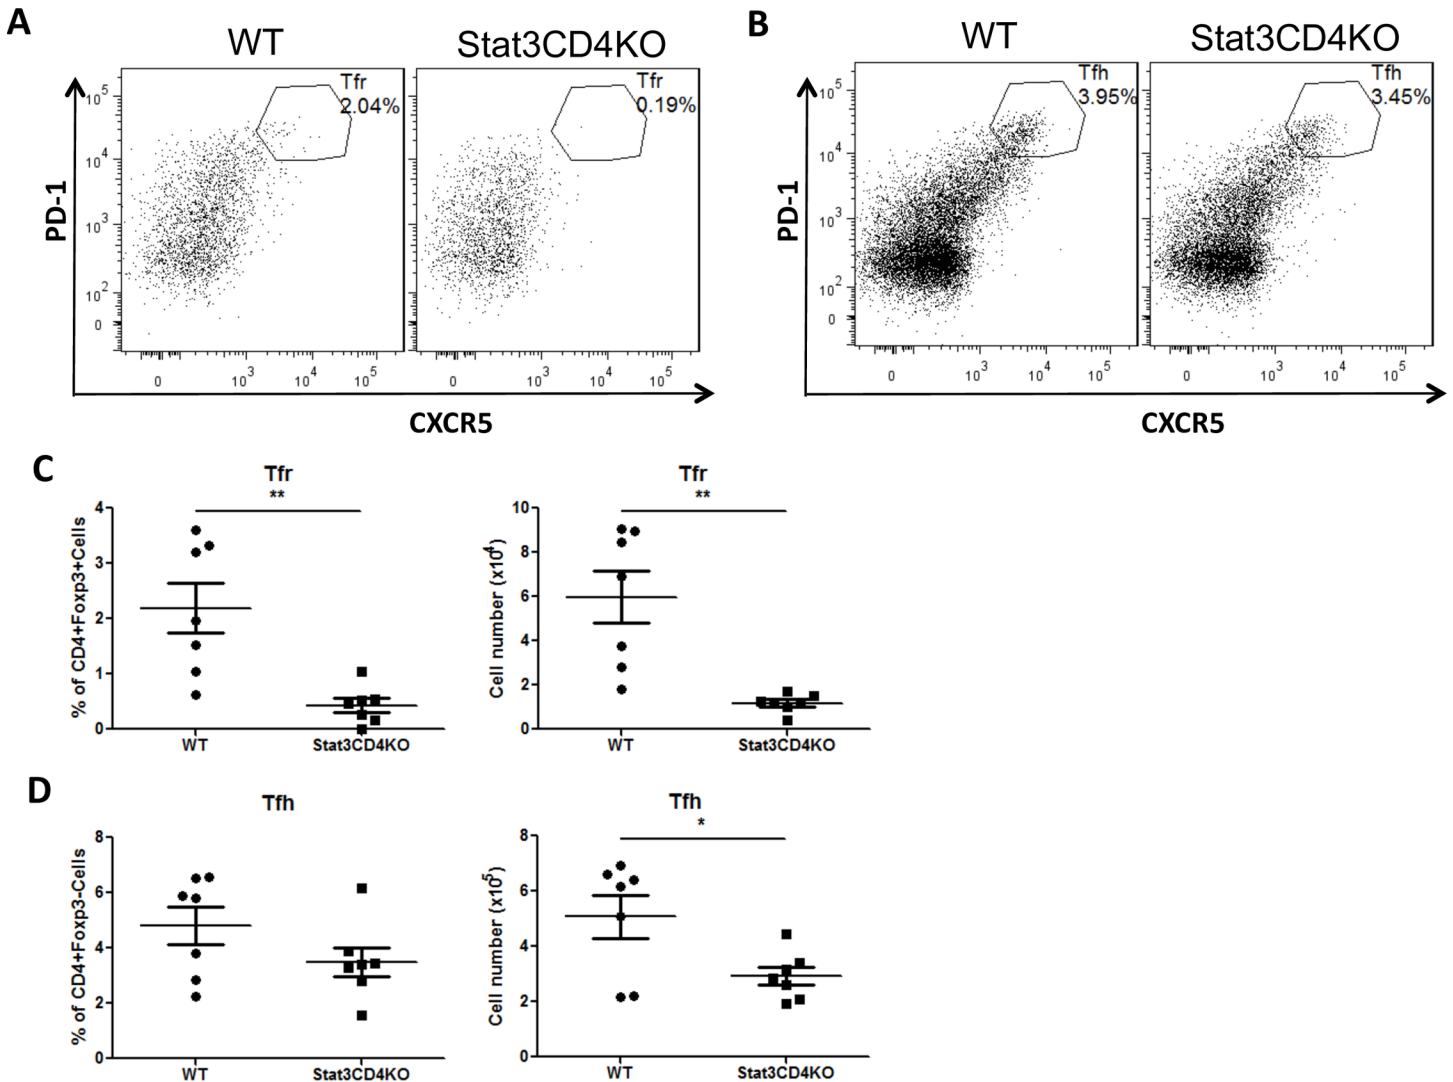 A
WT
Stat3CD4KO
Tfr
2.04%
Tfr
0.19%
10^5
10^4
10^3
10^2
0
PD-1
0
10^3
10^4
10^5
0
10^3
10^4
10^5
CXCR5
B
WT
Stat3CD4KO
Tfh
3.95%
Tfh
3.45%
10^5
10^4
10^3
10^2
0
PD-1
0
10^3
10^4
10^5
0
10^3
10^4
10^5
CXCR5
C
Tfr
**
% of CD4+Foxp3+Cells
4
3
2
1
0
WT
Stat3CD4KO
Tfr
**
Cell number (x10^4)
10
8
6
4
2
0
WT
Stat3CD4KO
D
Tfh
% of CD4+Foxp3-Cells
8
6
4
2
0
WT
Stat3CD4KO
Tfh
*
Cell number (x10^5)
8
6
4
2
0
WT
Stat3CD4KO